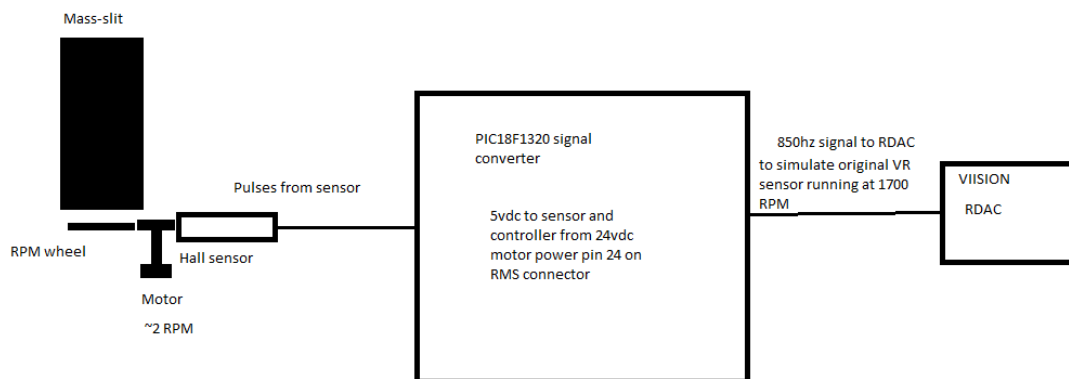 Mass-slit
RPM wheel
Motor
~2 RPM
Hall sensor
Pulses from sensor
PIC18F1320 signal
converter
5vdc to sensor and
controller from 24vdc
motor power pin 24 on
RMS connector
850hz signal to RDAC
to simulate original VR
sensor running at 1700
RPM
VIISION
RDAC